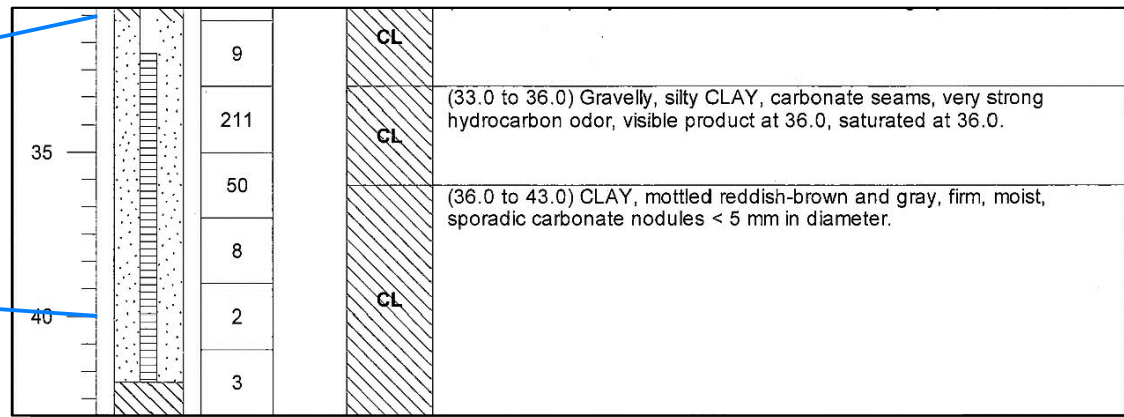 CL
9
(33.0 to 36.0) Gravelly, silty CLAY, carbonate seams, very strong
hydrocarbon odor, visible product at 36.0, saturated at 36.0.
211
CL
35
50
(36.0 to 43.0) CLAY, mottled reddish-brown and gray, firm, moist,
sporadic carbonate nodules < 5 mm in diameter.
8
CL
40
2
3